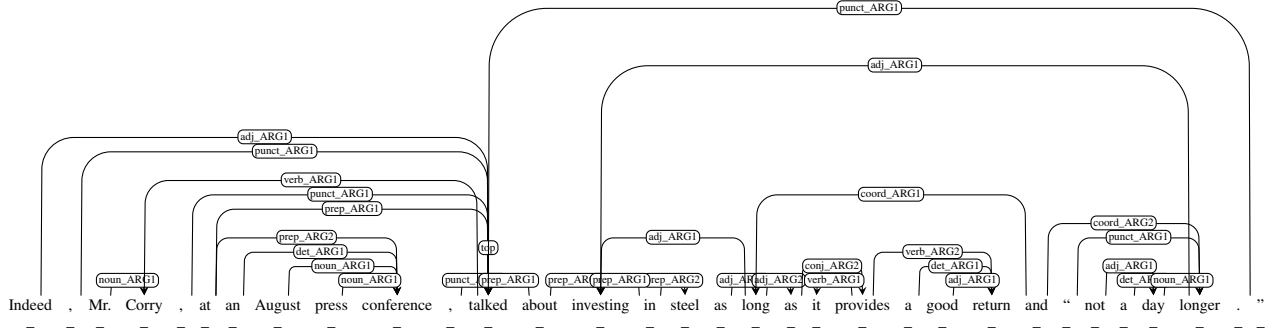 punct_ARG1
adj_ARG1
adj_ARG1
punct_ARG1
verb_ARG1
punct_ARG1
coord_ARG1
prep_ARG1
coord_ARG2
prep_ARG2 adj_ARG1 punct_ARG1
top
det_ARG1 verb_ARG2
noun_ARG1 conj_ARG2 det_ARG1 adj_ARG1
noun_ARG1 noun_ARG1 prep_ARG1 prep_ARG1 verb_ARG1 adj_ARG1 noun_ARG1
Indeed , Mr. Corry , at an August press conference , talked about investing in steel as long as it provides a good return and “ not a day longer . ”
_ _ _ _ _ _ _ _ _ _ _ _ _ _ _ _ _ _ _ _ _ _ _ _ _ _ _ _ _ _ _ _